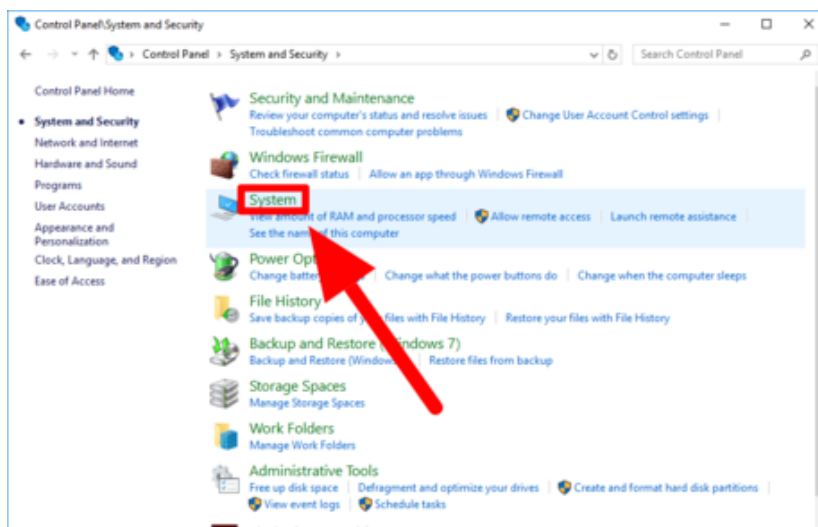 Control Panel\System and Security
Control Panel > System and Security >
Search Control Panel
Control Panel Home
System and Security
Network and Internet
Hardware and Sound
Programs
User Accounts
Appearance and
Personalization
Clock, Language, and Region
Ease of Access
Security and Maintenance
Review your computer's status and resolve issues | Change User Account Control settings |
Troubleshoot common computer problems
Windows Firewall
Check firewall status | Allow an app through Windows Firewall
System
View amount of RAM and processor speed | Allow remote access | Launch remote assistance |
See the name of this computer
Power
Change | Change what the power buttons do | Change when the computer sleeps
File History
Save backup copies of your files with File History | Restore your files with File History
Backup and Restore (Windows 7)
Backup and Restore (Windows | Restore files from backup
Storage Spaces
Manage Storage Spaces
Work Folders
Manage Work Folders
Administrative Tools
Free up disk space | Defragment and optimize your drives | Create and format hard disk partitions |
View event logs | Schedule tasks